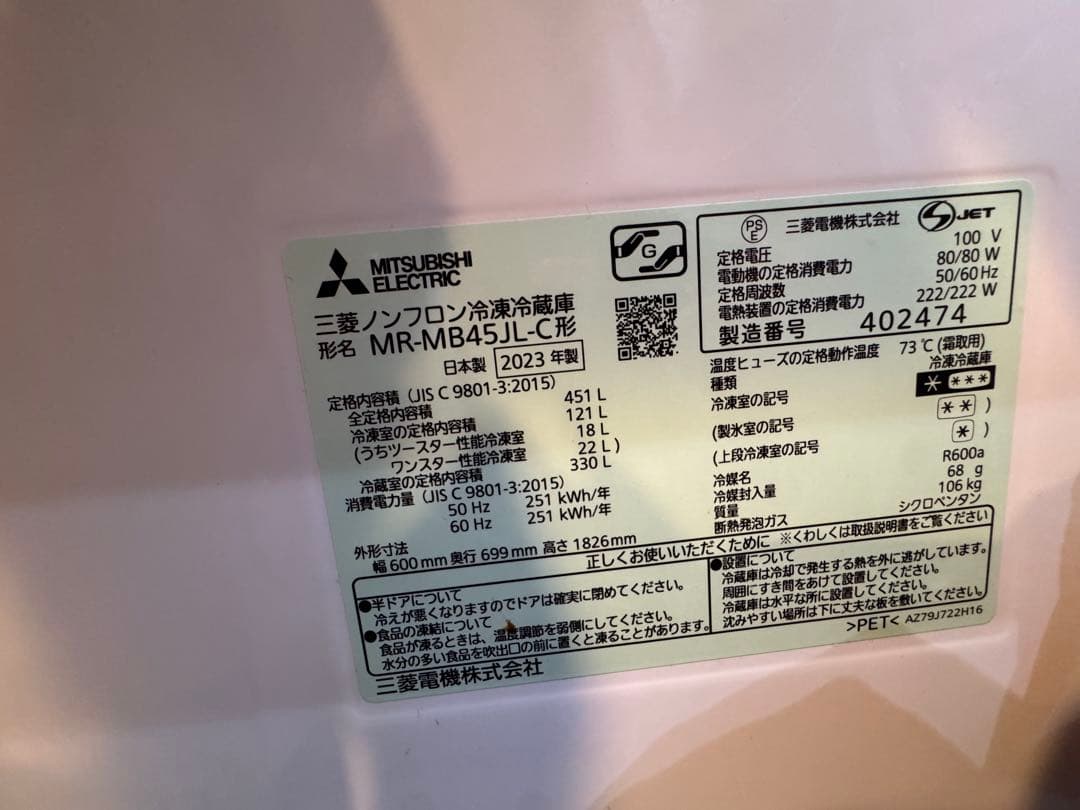 MITSUBISHI
ELECTRIC
G
三菱ノンフロン冷凍冷蔵庫
形名 MR-MB45JL-C形
日本製 2023年製
定格内容積 (JIS C 9801-3:2015)
全定格内容積 451 L
冷凍室の定格内容積 121 L
(うちツースター性能冷凍室 18 L
ワンスター性能冷凍室 22 L)
冷蔵室の定格内容積 330 L
消費電力量 (JIS C 9801-3:2015)
50 Hz 251 kWh/年
60 Hz 251 kWh/年
外形寸法
幅 600 mm 奥行 699 mm 高さ 1826 mm
PS
E
三菱電機株式会社
S JET
定格電圧 100 V
電動機の定格消費電力 80/80 W
定格周波数 50/60 Hz
電熱装置の定格消費電力 222/222 W
製造番号 402474
温度ヒューズの定格動作温度 73 ℃ (霜取用)
種類 冷凍冷蔵庫
冷凍室の記号 * ***
(製氷室の記号 ** )
(上段冷凍室の記号 * )
冷媒名 R600a
冷媒封入量 68 g
質量 106 kg
断熱発泡ガス シクロペンタン
正しくお使いいただくために ※くわしくは取扱説明書をご覧ください
●半ドアについて
冷えが悪くなりますのでドアは確実に閉めてください。
●食品の凍結について
食品が凍るときは、温度調節を弱側にしてください。
水分の多い食品を吹出口の前に置くと凍ることがあります。
●設置について
冷蔵庫は冷却で発生する熱を外に逃がしています。
周囲にすき間をあけて設置してください。
冷蔵庫は水平な所に設置してください。
沈みやすい場所は下に丈夫な板を敷いてください。
三菱電機株式会社
>PET< AZ79J722H16